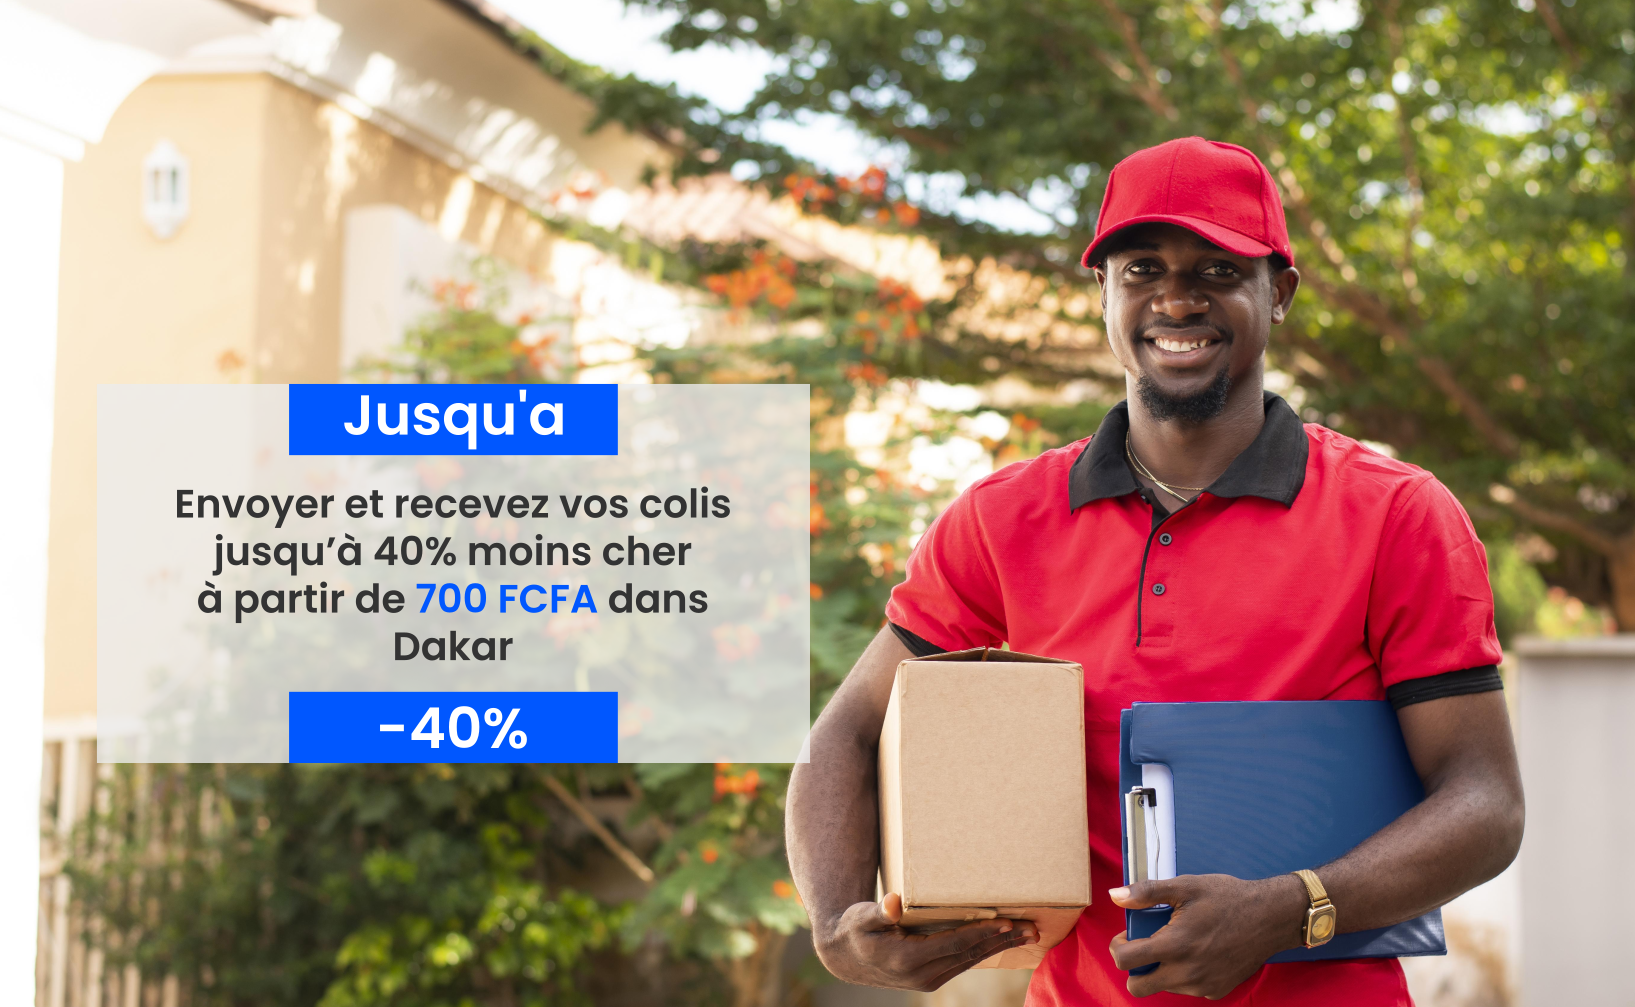 Jusqu'a
Envoyer et recevez vos colis
jusqu’à 40% moins cher
à partir de 700 FCFA dans
Dakar
-40%